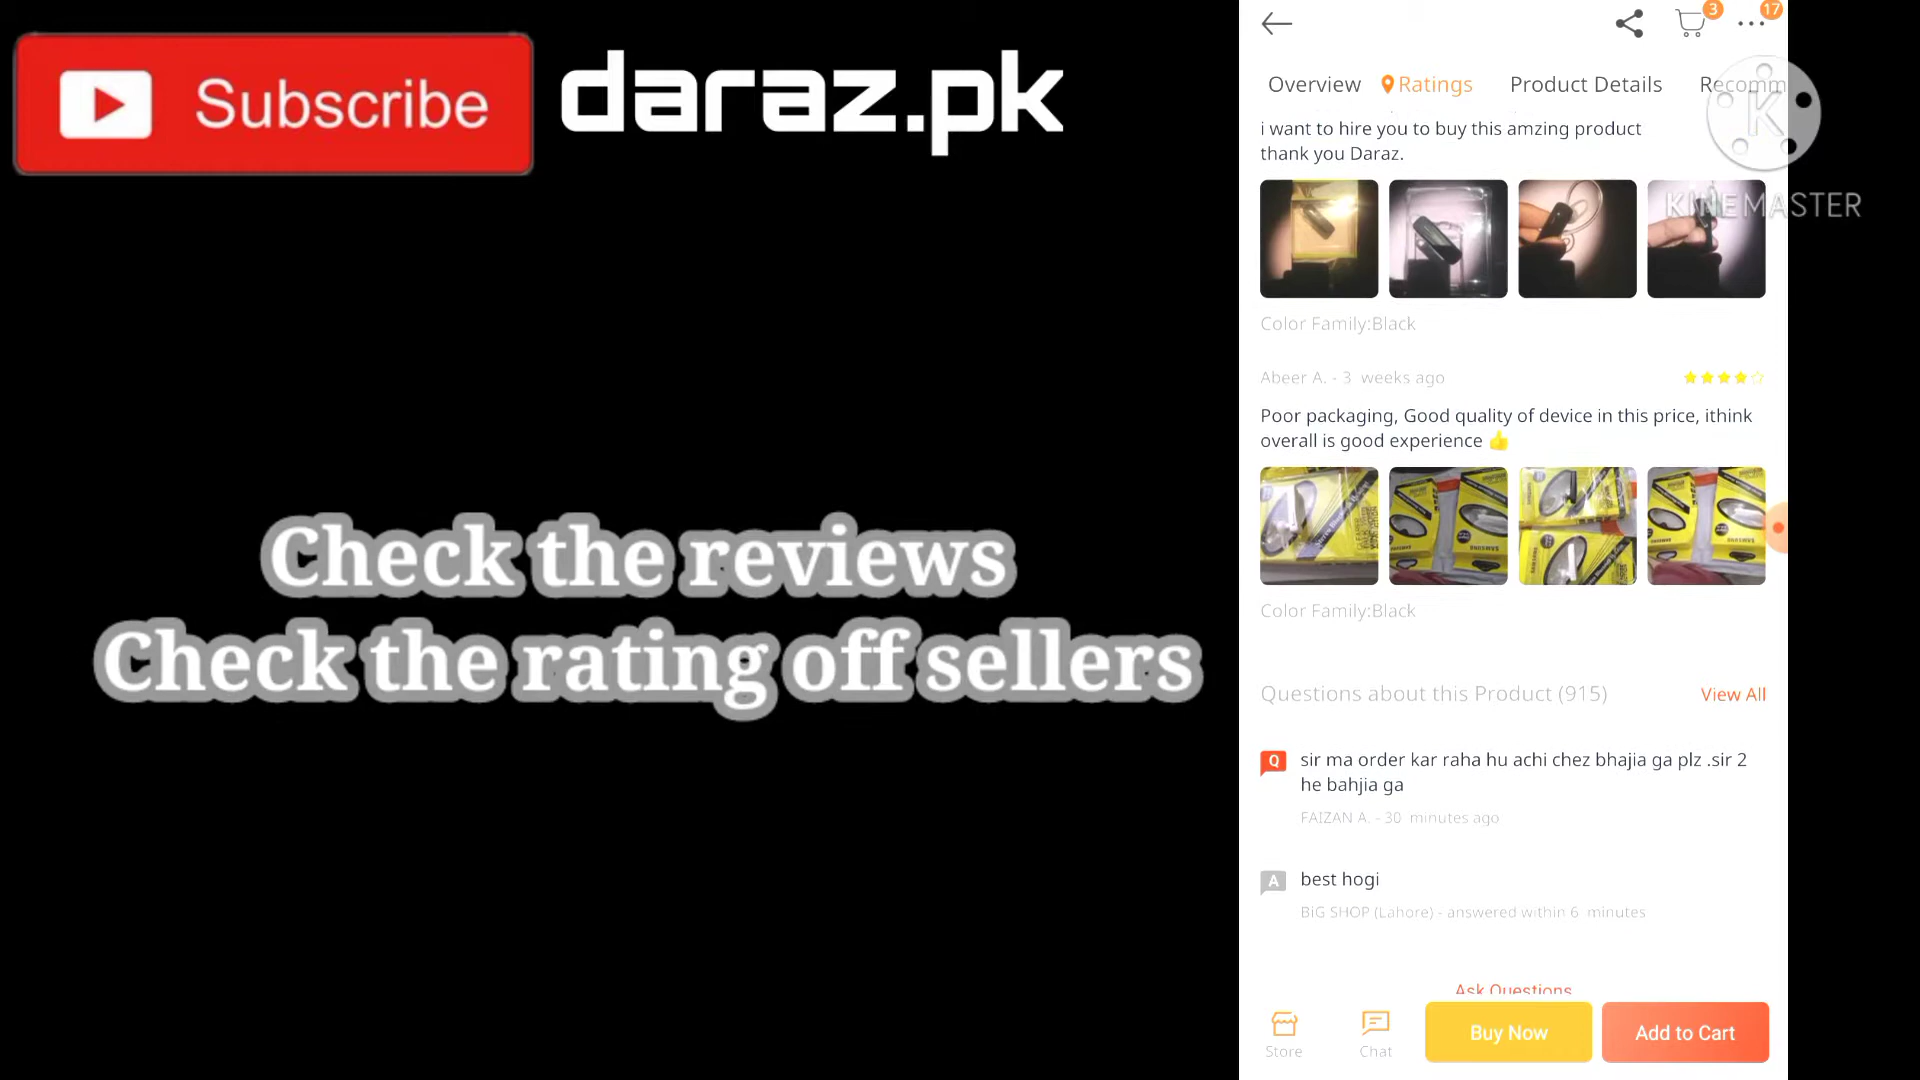 Subscribe
daraz.pk
Check the reviews
Check the rating off sellers
3
17
Overview
Ratings
Product Details
Recomm
K
KINEMASTER
i want to hire you to buy this amzing product
thank you Daraz.
Color Family:Black
Abeer A. - 3 weeks ago
Poor packaging, Good quality of device in this price, ithink
overall is good experience 👍
Color Family:Black
Questions about this Product (915)
View All
Q
sir ma order kar raha hu achi chez bhajia ga plz .sir 2
he bahjia ga
FAIZAN A. - 30 minutes ago
A
best hogi
BiG SHOP (Lahore) - answered within 6 minutes
Ask Questions
Store
Chat
Buy Now
Add to Cart